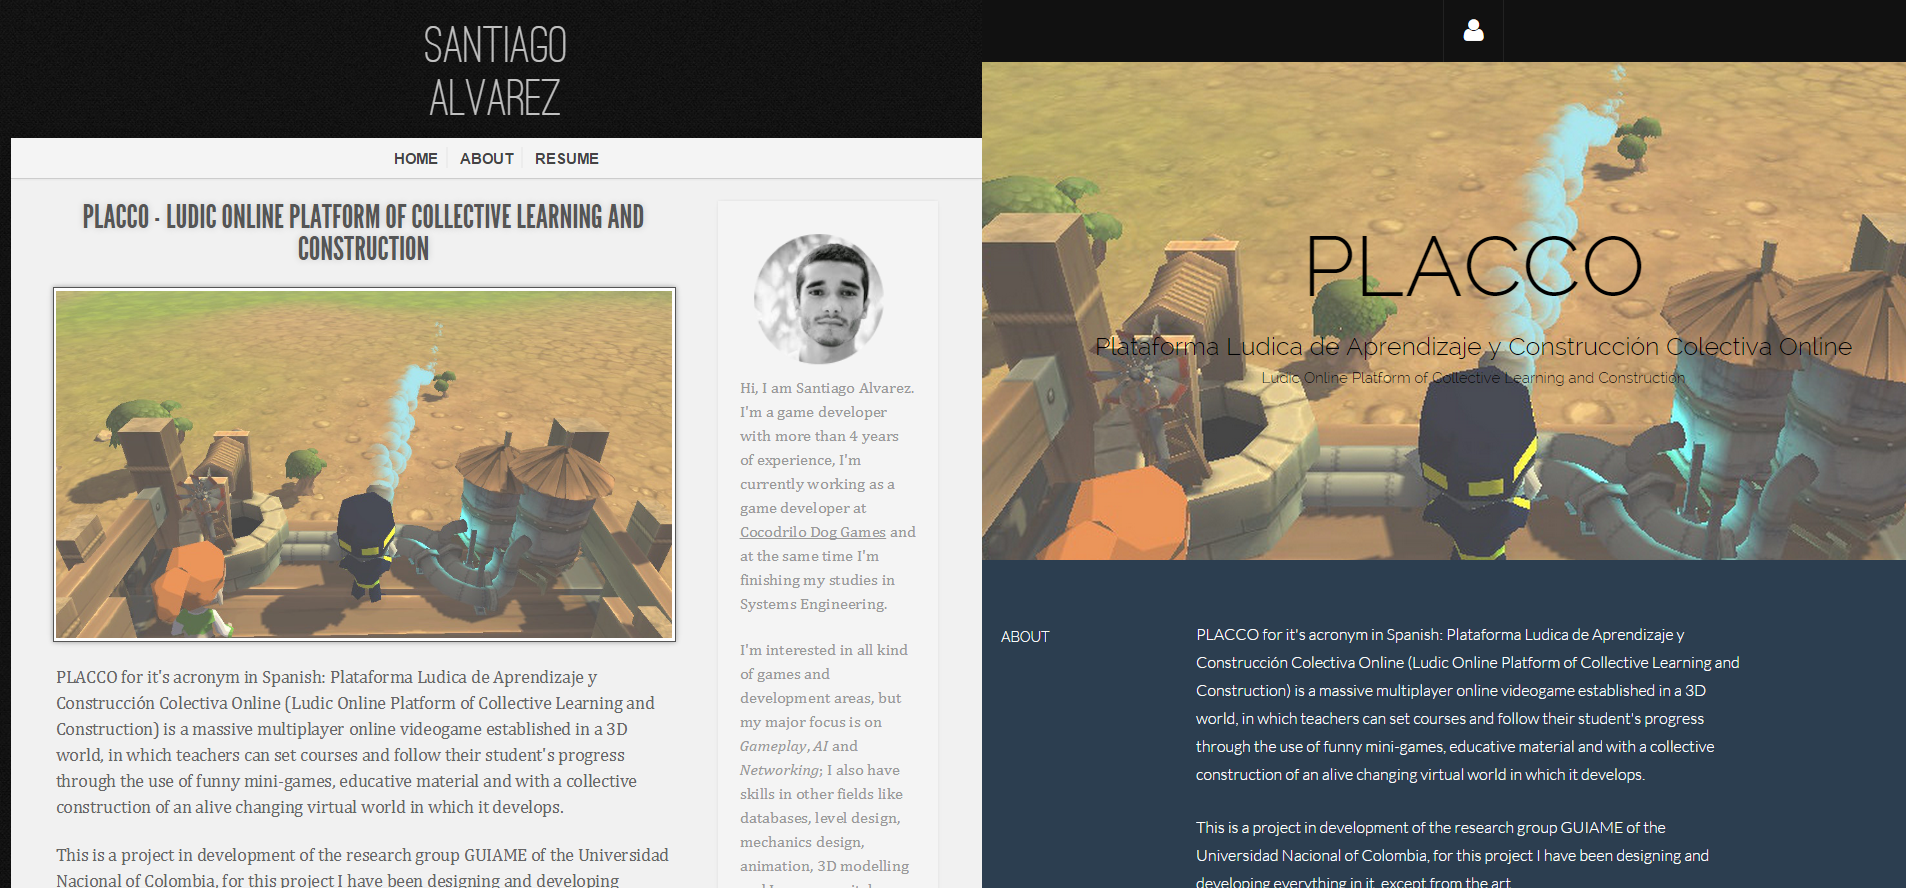 SANTIAGO
ALVAREZ
HOME ABOUT RESUME
PLACCO - LUDIC ONLINE PLATFORM OF COLLECTIVE LEARNING AND
CONSTRUCTION
PLACCO for it's acronym in Spanish: Plataforma Ludica de Aprendizaje y
Construcción Colectiva Online (Ludic Online Platform of Collective Learning and
Construction) is a massive multiplayer online videogame established in a 3D
world, in which teachers can set courses and follow their student's progress
through the use of funny mini-games, educative material and with a collective
construction of an alive changing virtual world in which it develops.
This is a project in development of the research group GUIAME of the Universidad
Nacional of Colombia, for this project I have been designing and developing
Hi, I am Santiago Alvarez.
I'm a game developer
with more than 4 years
of experience, I'm
currently working as a
game developer at
Cocodrilo Dog Games and
at the same time I'm
finishing my studies in
Systems Engineering.
I'm interested in all kind
of games and
development areas, but
my major focus is on
Gameplay, AI and
Networking; I also have
skills in other fields like
databases, level design,
mechanics design,
animation, 3D modelling
PLACCO
Plataforma Ludica de Aprendizaje y Construcción Colectiva Online
Ludic Online Platform of Collective Learning and Construction
ABOUT
PLACCO for it's acronym in Spanish: Plataforma Ludica de Aprendizaje y
Construcción Colectiva Online (Ludic Online Platform of Collective Learning and
Construction) is a massive multiplayer online videogame established in a 3D
world, in which teachers can set courses and follow their student's progress
through the use of funny mini-games, educative material and with a collective
construction of an alive changing virtual world in which it develops.
This is a project in development of the research group GUIAME of the
Universidad Nacional of Colombia, for this project I have been designing and
developing everything in it, except from the art